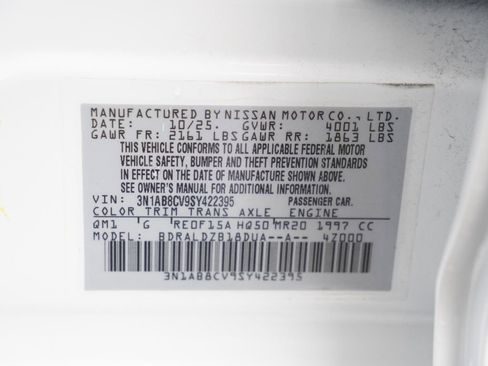 MANUFACTURED BY NISSAN MOTOR CO., LTD.
DATE: 10/25. GVWR: 4001 LBS
GAWR FR: 2161 LBS GAWR RR: 1863 LBS
THIS VEHICLE CONFORMS TO ALL APPLICABLE FEDERAL MOTOR
VEHICLE SAFETY, BUMPER AND THEFT PREVENTION STANDARDS
IN EFFECT ON THE DATE OF MANUFACTURE SHOWN ABOVE.
SEE OWNER'S MANUAL FOR ADDITIONAL INFORMATION.
VIN: 3N1AB8CV9SY422395 PASSENGER CAR.
COLOR TRIM TRANS AXLE ENGINE
QM1 G RE0F15A HQ50 MR20 1997 CC
MODEL: BDRALDZB18DUA--A-- 4Z000
3N1AB8CV9SY422395